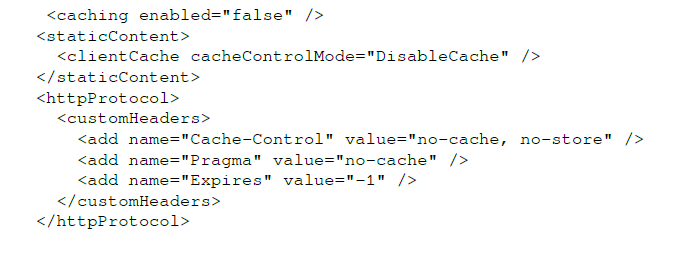 <caching enabled="false" />
<staticContent>
<clientCache cacheControlMode="DisableCache" />
</staticContent>
<httpProtocol>
<customHeaders>
<add name="Cache-Control" value="no-cache, no-store" />
<add name="Pragma" value="no-cache" />
<add name="Expires" value="-1" />
</customHeaders>
</httpProtocol>